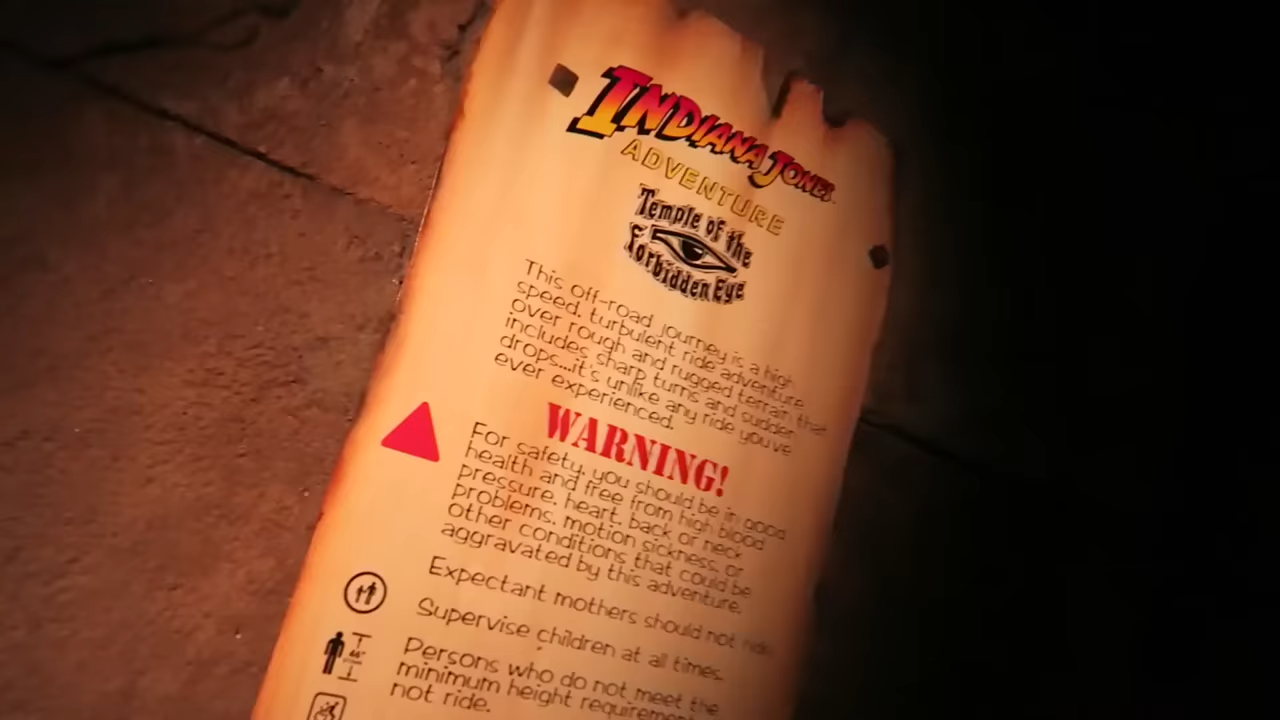 INDIANA JONES
ADVENTURE
Temple of the
Forbidden Eye
This off-road journey is a high
speed, turbulent ride adventure
over rough and rugged terrain that
includes sharp turns and sudden
drops...it's unlike any ride you've
ever experienced.
WARNING!
For safety, you should be in good
health and free from high blood
pressure, heart, back or neck
problems, motion sickness, or
other conditions that could be
aggravated by this adventure.
Expectant mothers should not ride.
Supervise children at all times.
46"
Persons who do not meet the
minimum height requirement
not ride.